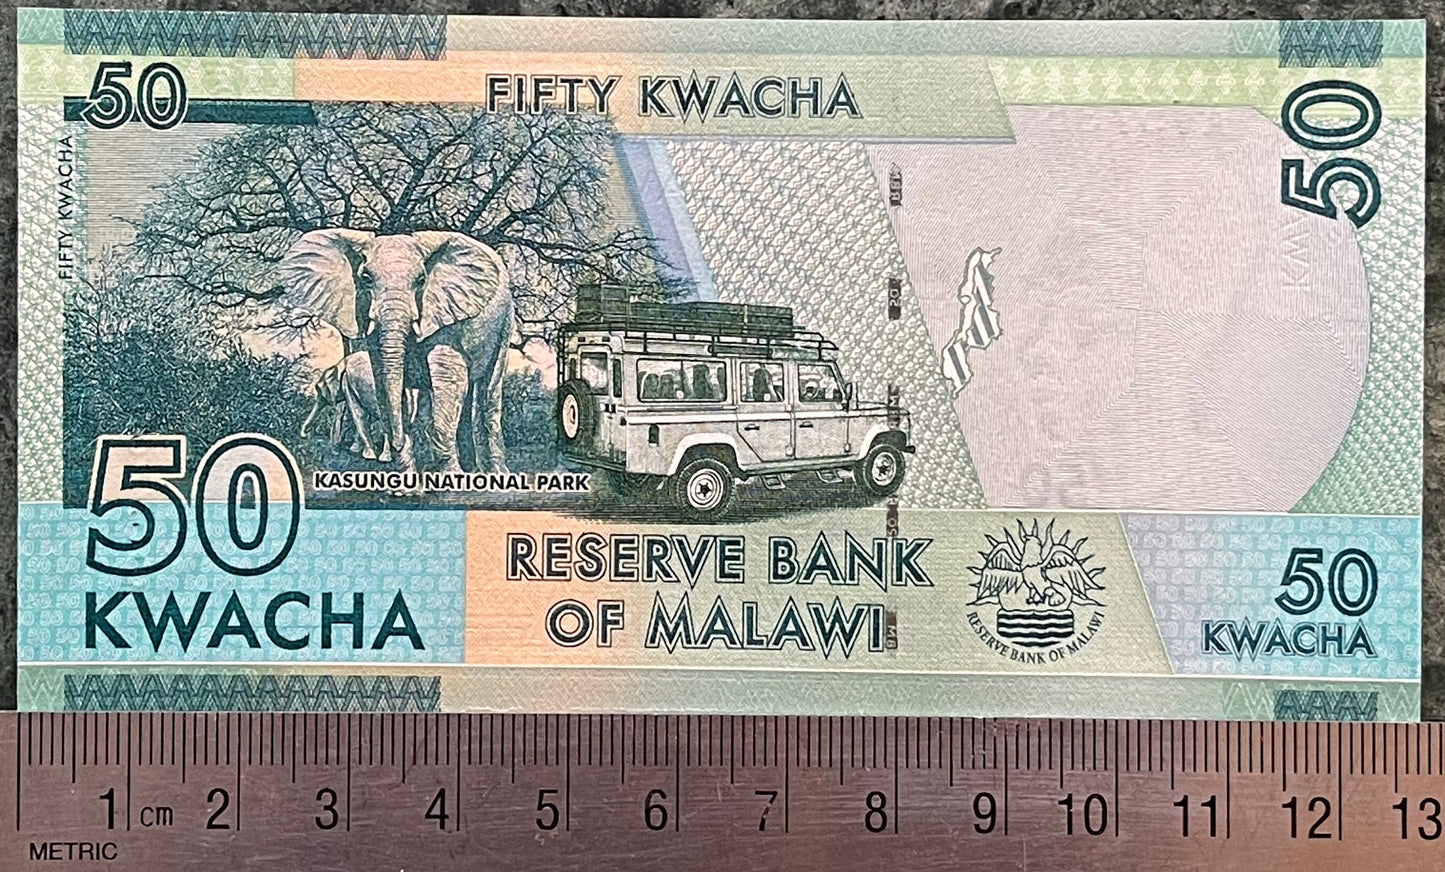 50
FIFTY KWACHA
50
FIFTY KWACHA
KASUNGU NATIONAL PARK
50
KWACHA
RESERVE BANK
OF MALAWI
RESERVE BANK OF MALAWI
50
KWACHA
1 cm 2 3 4 5 6 7 8 9 10 11 12 13
METRIC